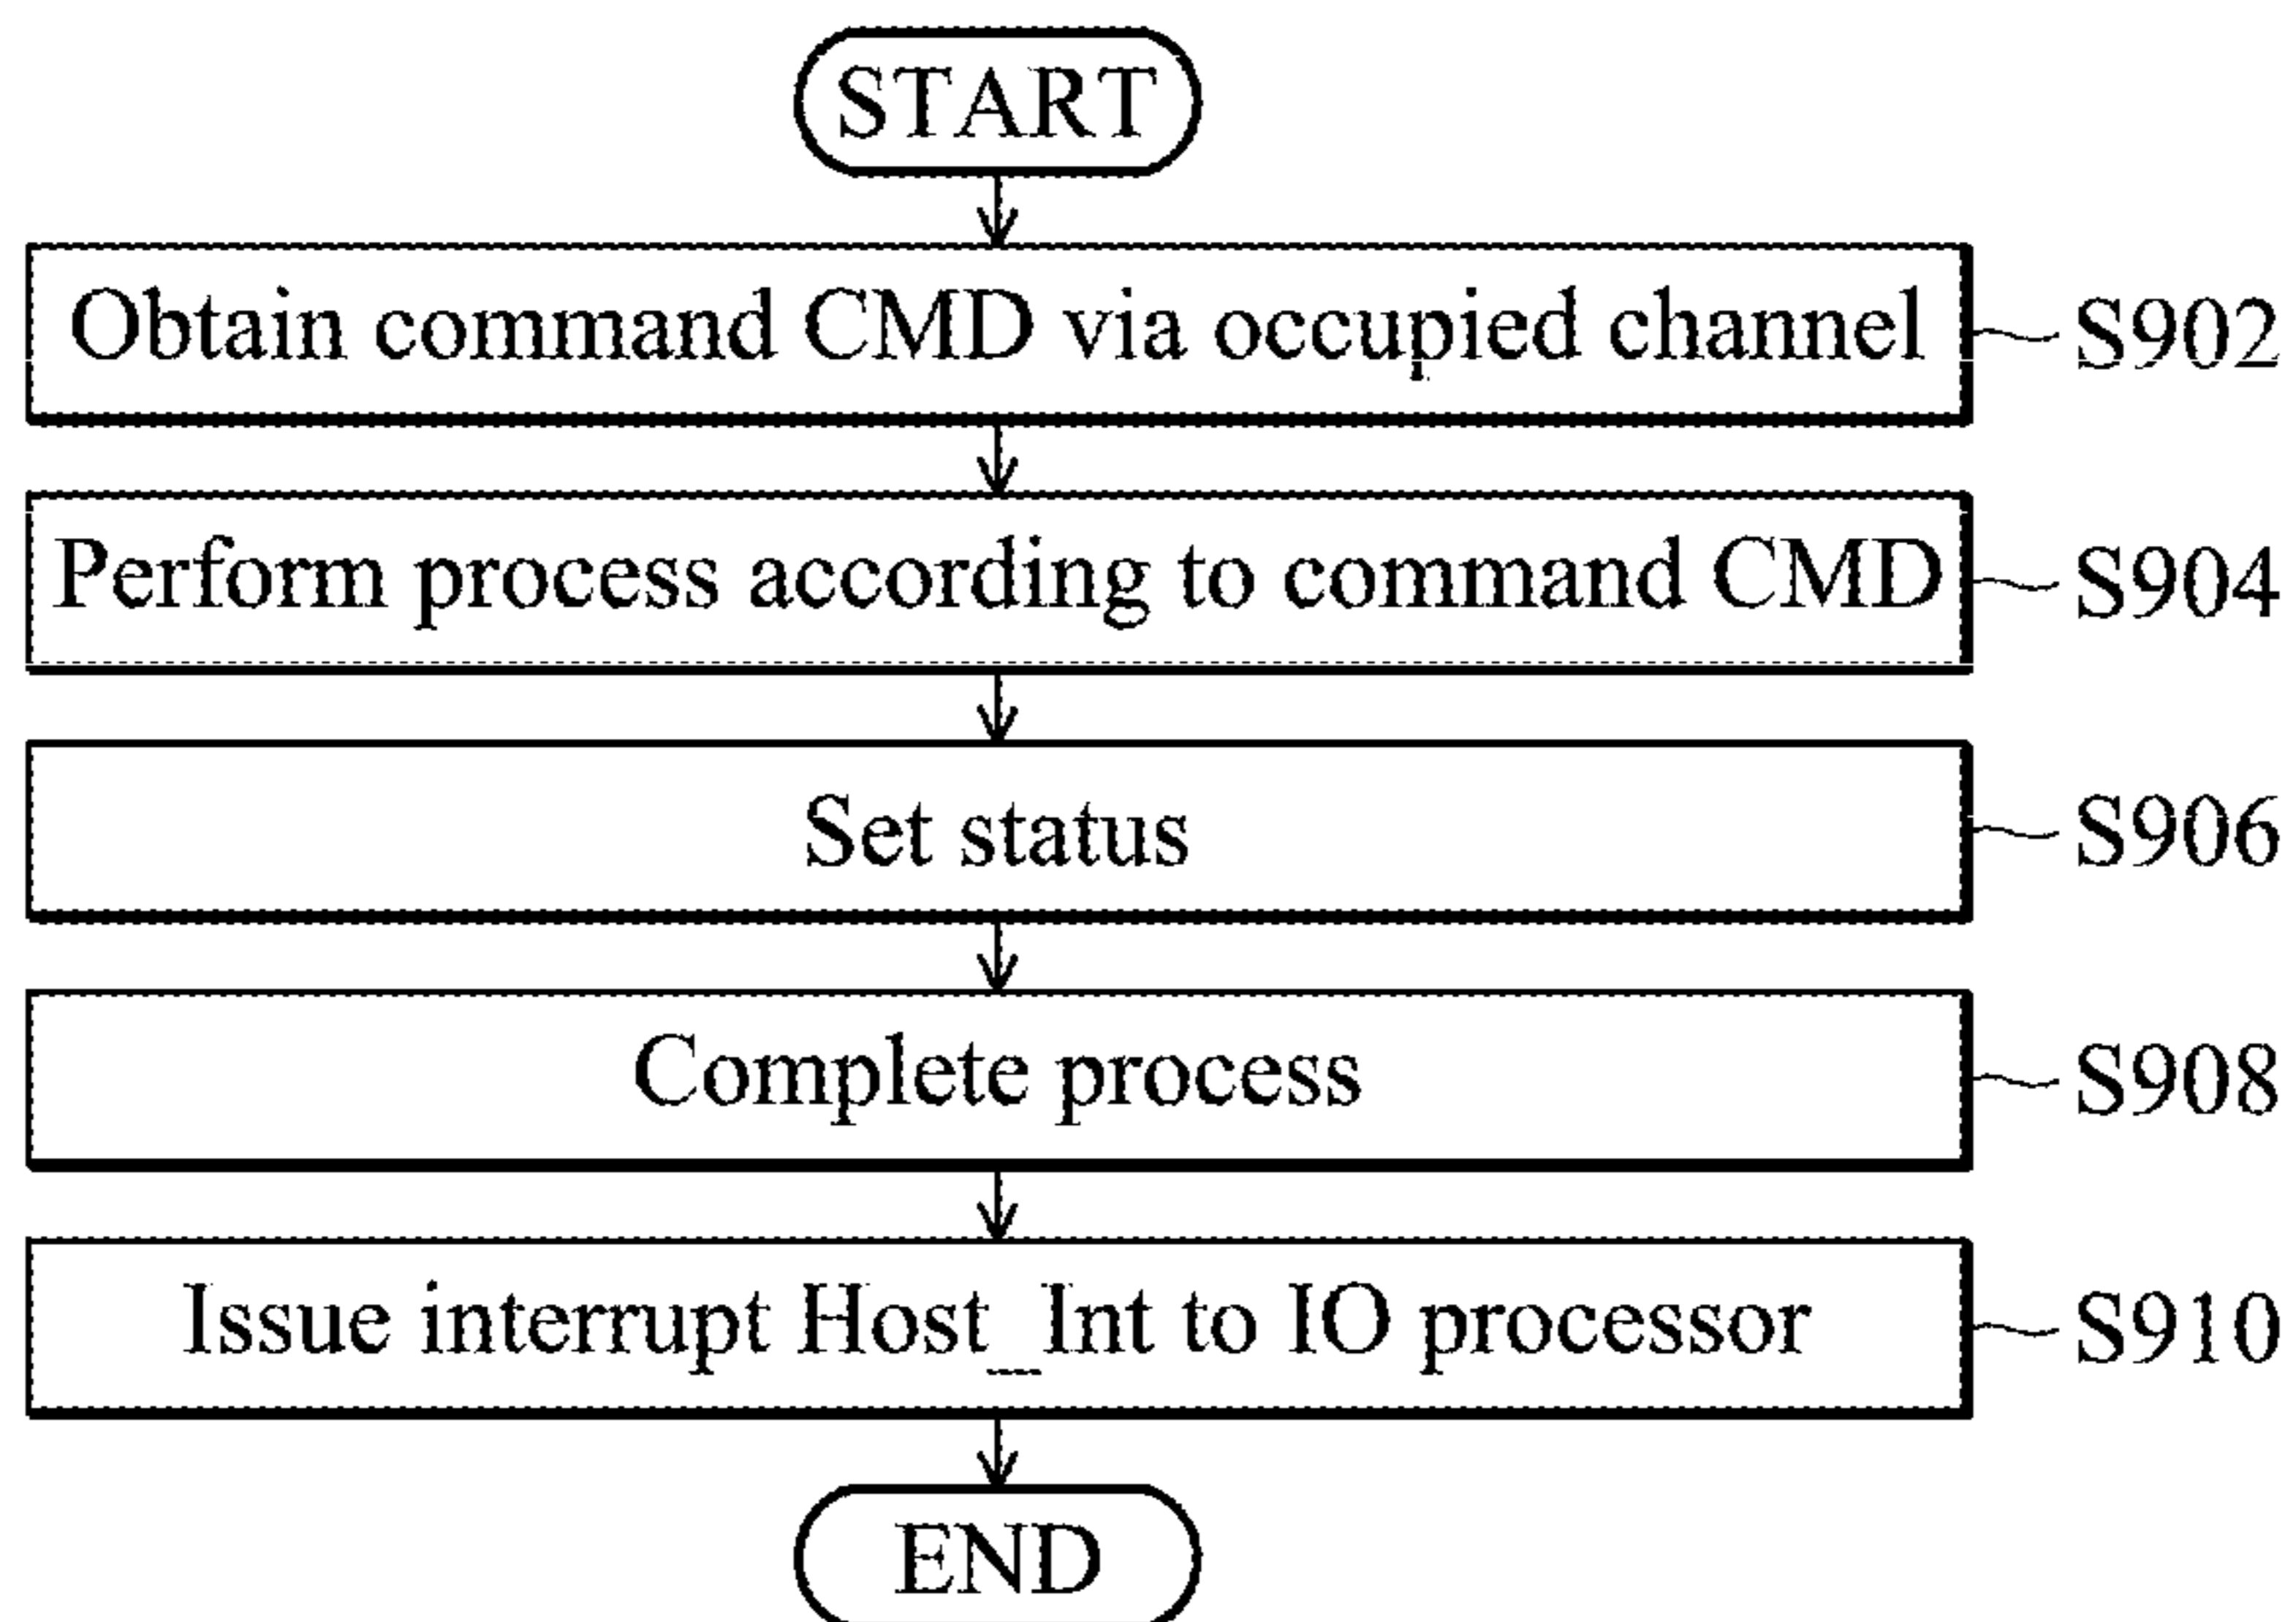 START
Obtain command CMD via occupied channel
S902
Perform process according to command CMD
S904
Set status
S906
Complete process
S908
Issue interrupt Host_Int to IO processor
S910
END